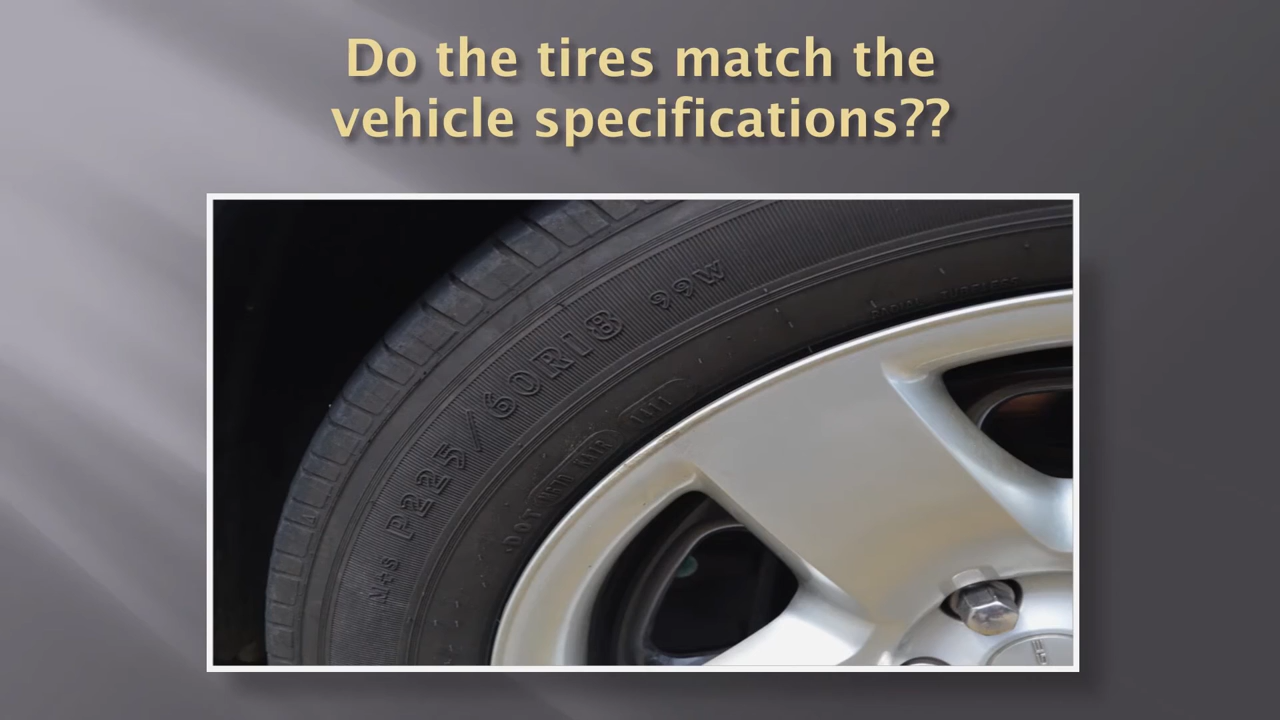 Do the tires match the
vehicle specifications??
M+S P225/60R18 99W
DOT